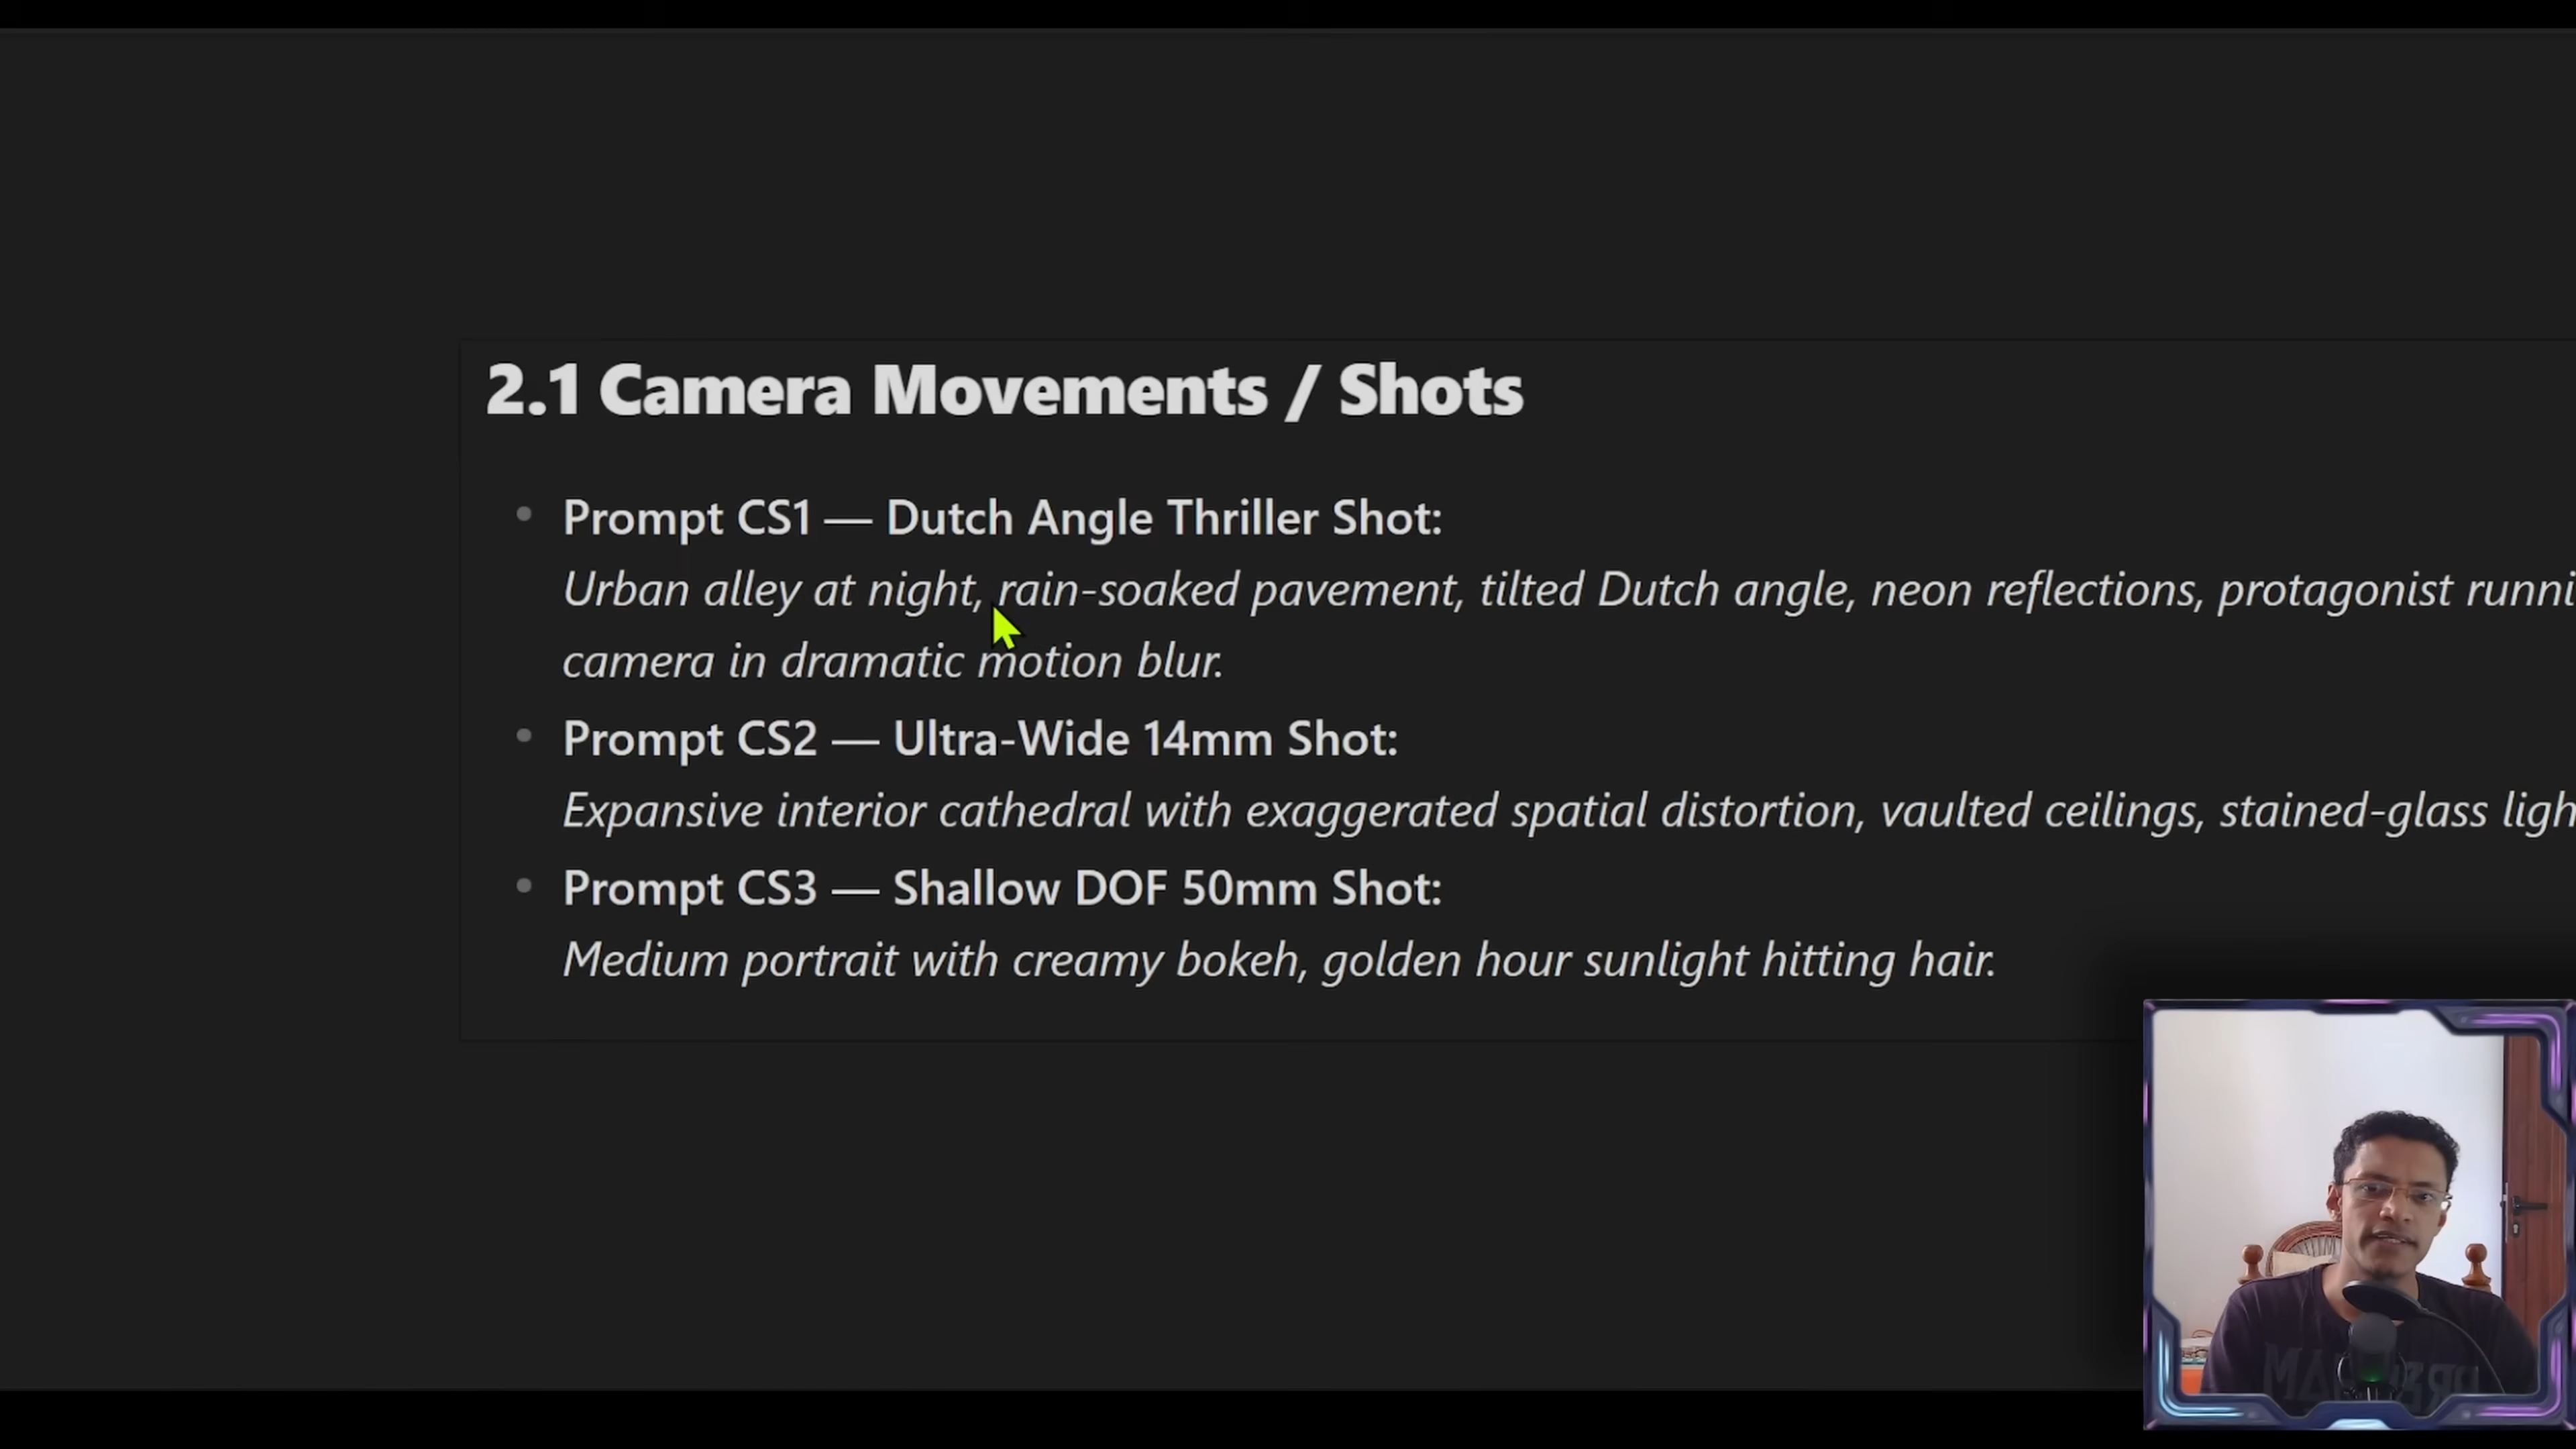 2.1 Camera Movements / Shots
Prompt CS1 — Dutch Angle Thriller Shot:
Urban alley at night, rain-soaked pavement, tilted Dutch angle, neon reflections, protagonist
camera in dramatic motion blur.
Prompt CS2 — Ultra-Wide 14mm Shot:
Expansive interior cathedral with exaggerated spatial distortion, vaulted ceilings, stained-glass
Prompt CS3 — Shallow DOF 50mm Shot:
Medium portrait with creamy bokeh, golden hour sunlight hitting hair.